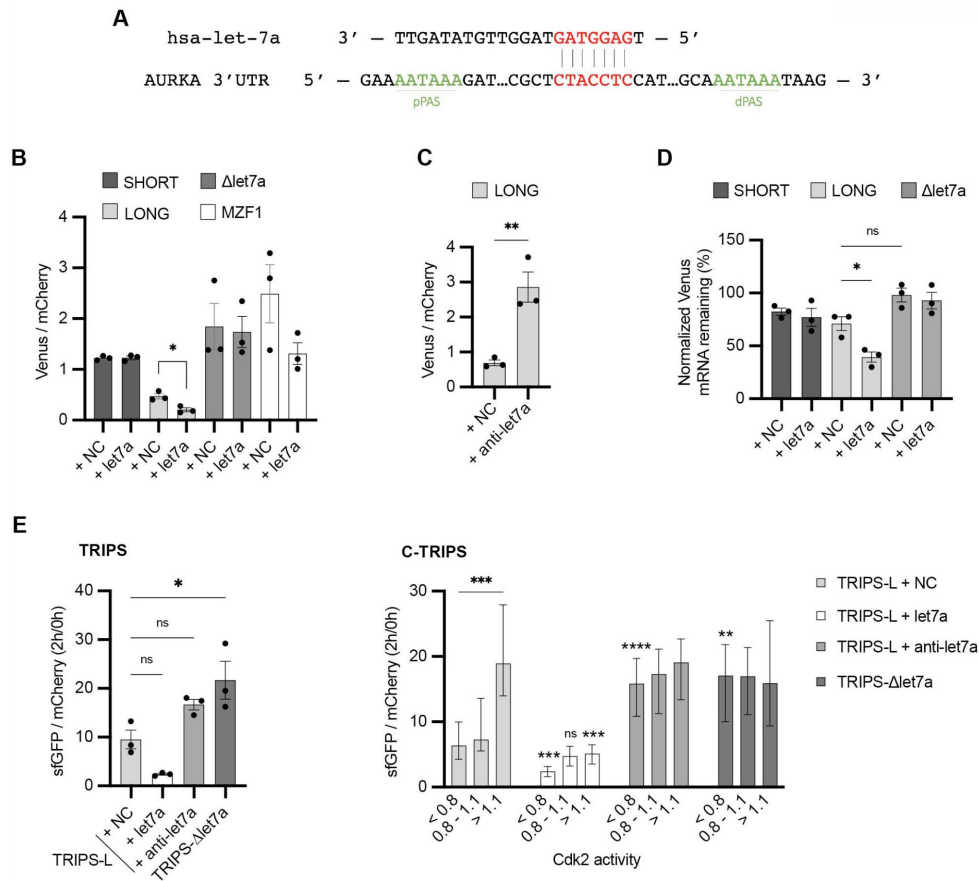 A
hsa-let-7a 3’ – TTGATATGTTGGATGATGGAGT – 5’
AURKA 3’UTR 5’ – GAAAATAAAGAT…CGCTCTACCTCCAT…GCAAATAAATAAG – 3’
pPAS dPAS
B
SHORT Δlet7a
LONG MZF1
Venus / mCherry
4
3
2
1
0
*
+ NC
+ let7a
+ NC
+ let7a
+ NC
+ let7a
+ NC
+ let7a
C
LONG
Venus / mCherry
4
3
2
1
0
**
+ NC
+ anti-let7a
D
SHORT LONG Δlet7a
Normalized Venus
mRNA remaining (%)
150
100
50
0
ns
*
+ NC
+ let7a
+ NC
+ let7a
+ NC
+ let7a
E
TRIPS
sfGFP / mCherry (2h/0h)
40
30
20
10
0
*
ns
ns
+ NC
+ let7a
+ anti-let7a
TRIPS-Δlet7a
TRIPS-L
C-TRIPS
sfGFP / mCherry (2h/0h)
30
20
10
0
***
***
ns
***
****
**
< 0.8
0.8 - 1.1
> 1.1
< 0.8
0.8 - 1.1
> 1.1
< 0.8
0.8 - 1.1
> 1.1
< 0.8
0.8 - 1.1
> 1.1
Cdk2 activity
TRIPS-L + NC
TRIPS-L + let7a
TRIPS-L + anti-let7a
TRIPS-Δlet7a